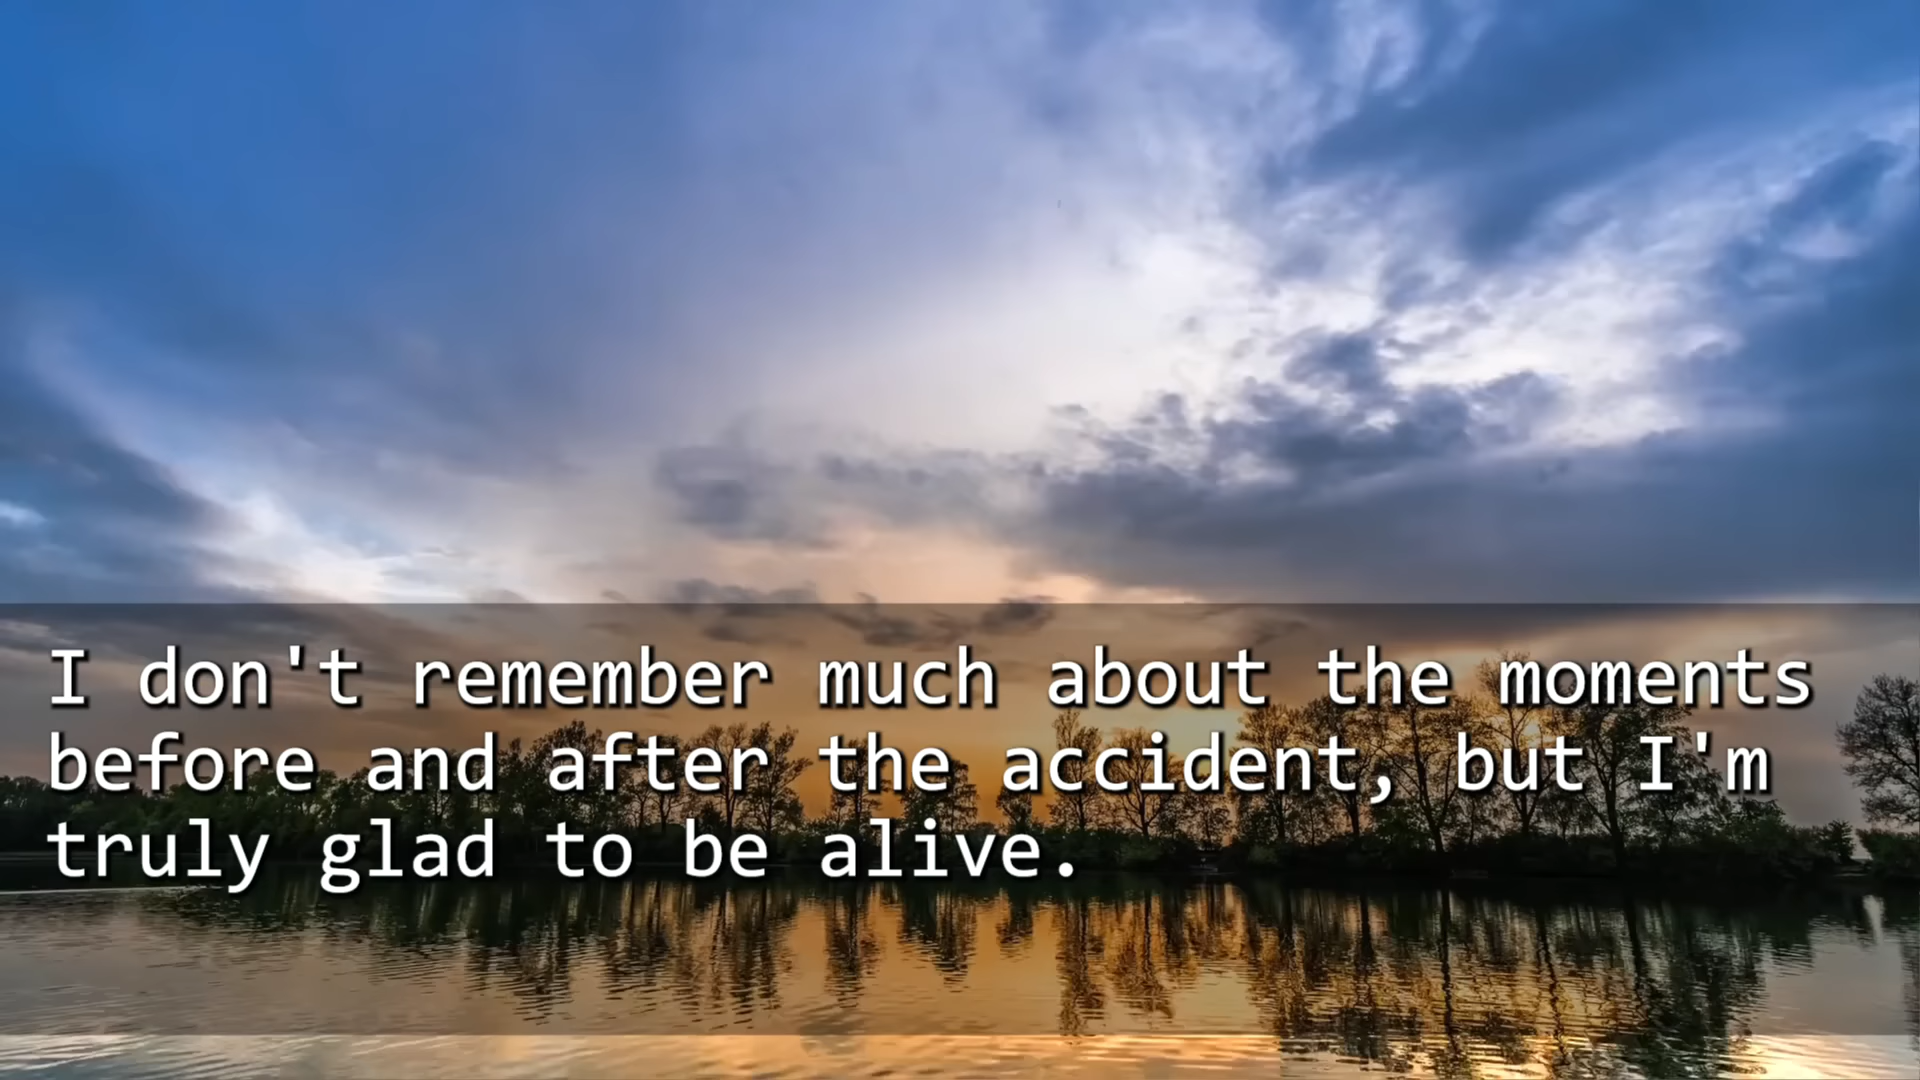 I don't remember much about the moments
before and after the accident, but I'm
truly glad to be alive.